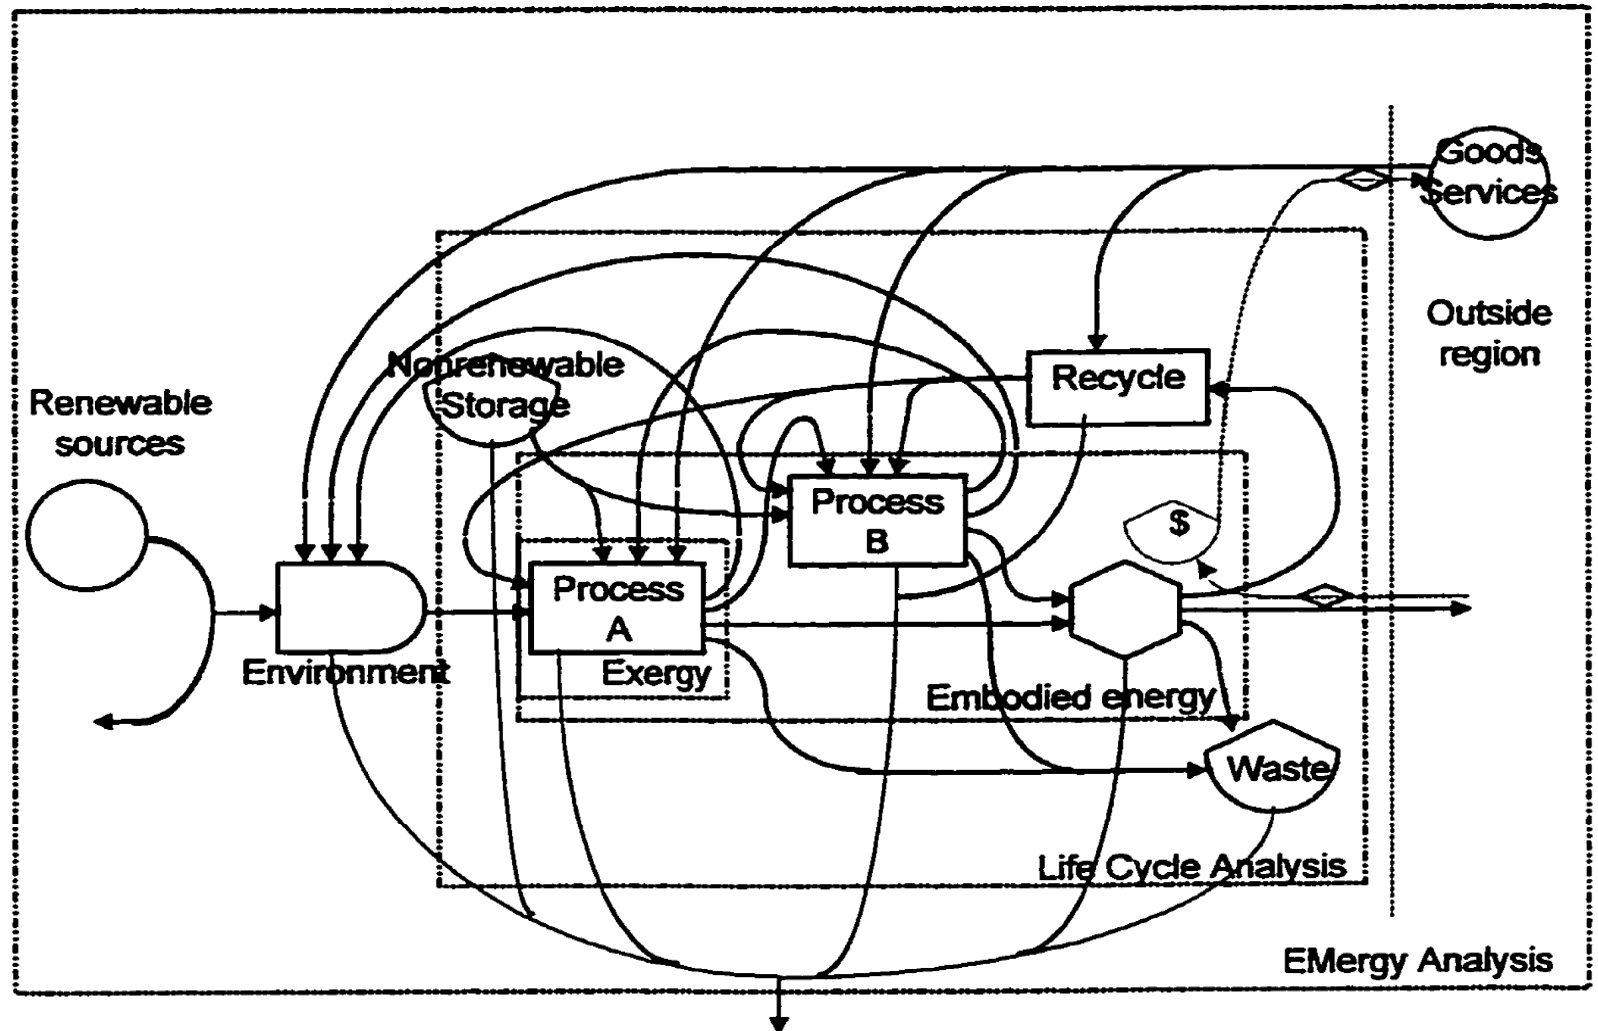 Goods
Services
Outside
region
Nonrenewable
Storage
Recycle
Renewable
sources
Process
B
$
Process
A
Environment
Exergy
Embodied energy
Waste
Life Cycle Analysis
EMergy Analysis